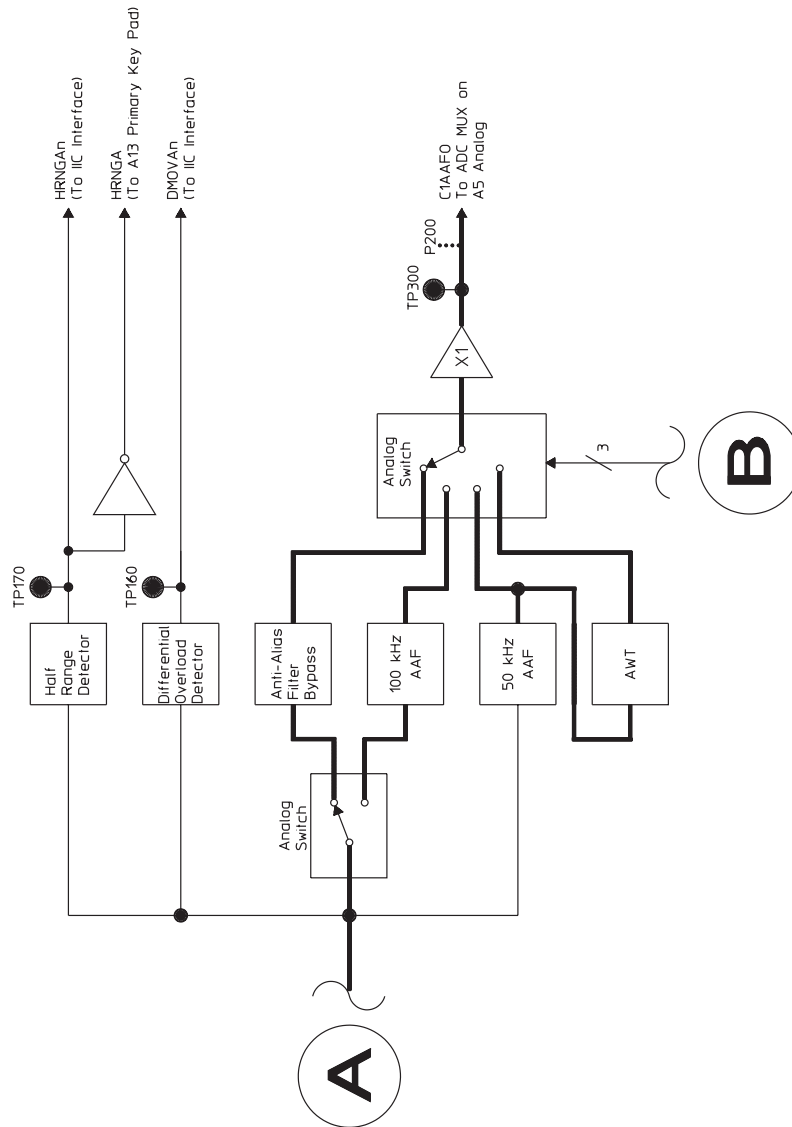 HRNGAn
(To IIC Interface)
HRNGA
(To A13 Primary Key Pad)
DMOVAn
(To IIC Interface)
TP170
TP160
Half
Range
Detector
Differential
Overload
Detector
Anti-Alias
Filter
Bypass
100 kHz
AAF
50 kHz
AAF
AWT
Analog
Switch
Analog
Switch
X1
TP300
P200
C1AAFO
To ADC MUX on
A5 Analog
3
A
B